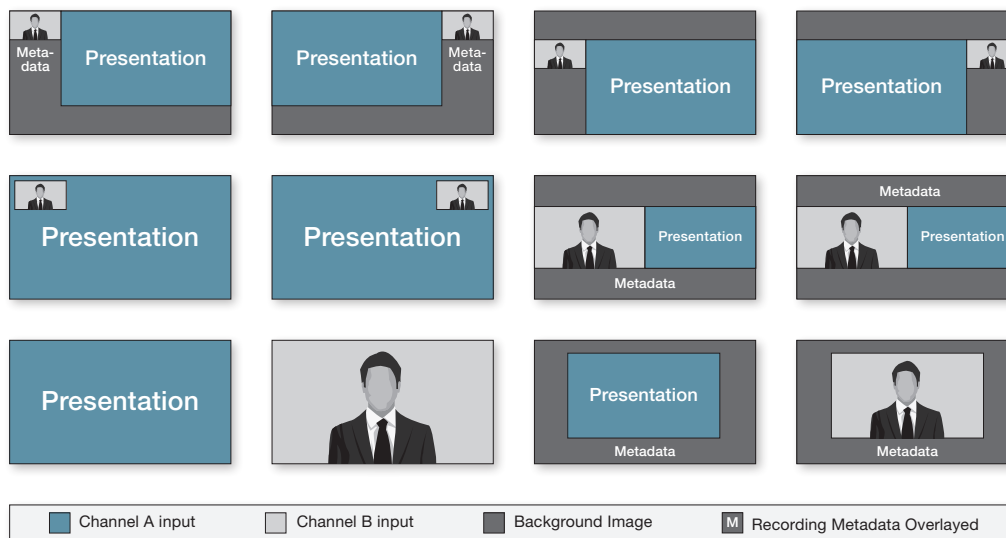 Meta-
data
Presentation
Presentation
Meta-
data
Presentation
Presentation
Presentation
Presentation
Presentation
Metadata
Metadata
Presentation
Presentation
Presentation
Metadata
Metadata
Channel A input
Channel B input
Background Image
M Recording Metadata Overlayed